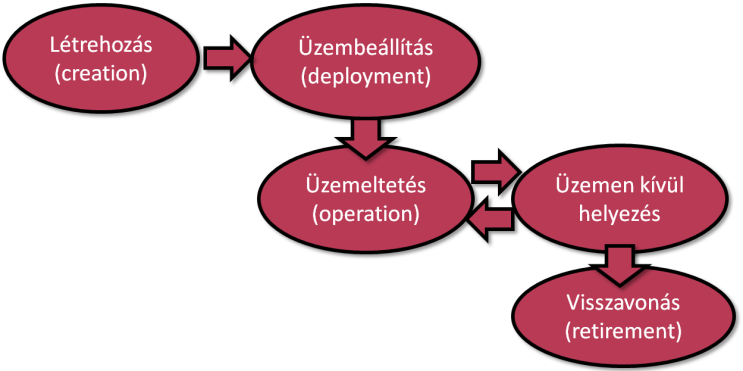 Létrehozás
(creation)
Üzembeállítás
(deployment)
Üzemeltetés
(operation)
Üzemen kívül
helyezés
Visszavonás
(retirement)